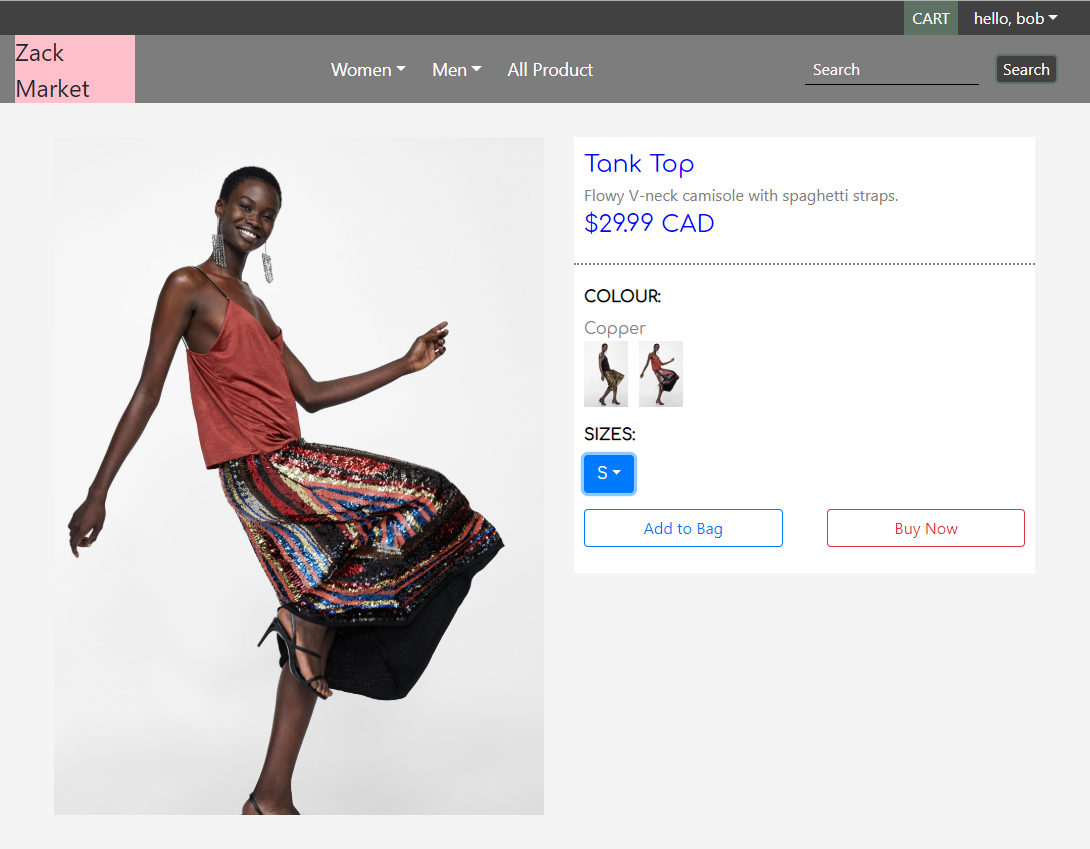 CART hello, bob
Zack
Market
Women Men All Product Search Search
Tank Top
Flowy V-neck camisole with spaghetti straps.
$29.99 CAD
COLOUR:
Copper
SIZES:
S
Add to Bag Buy Now